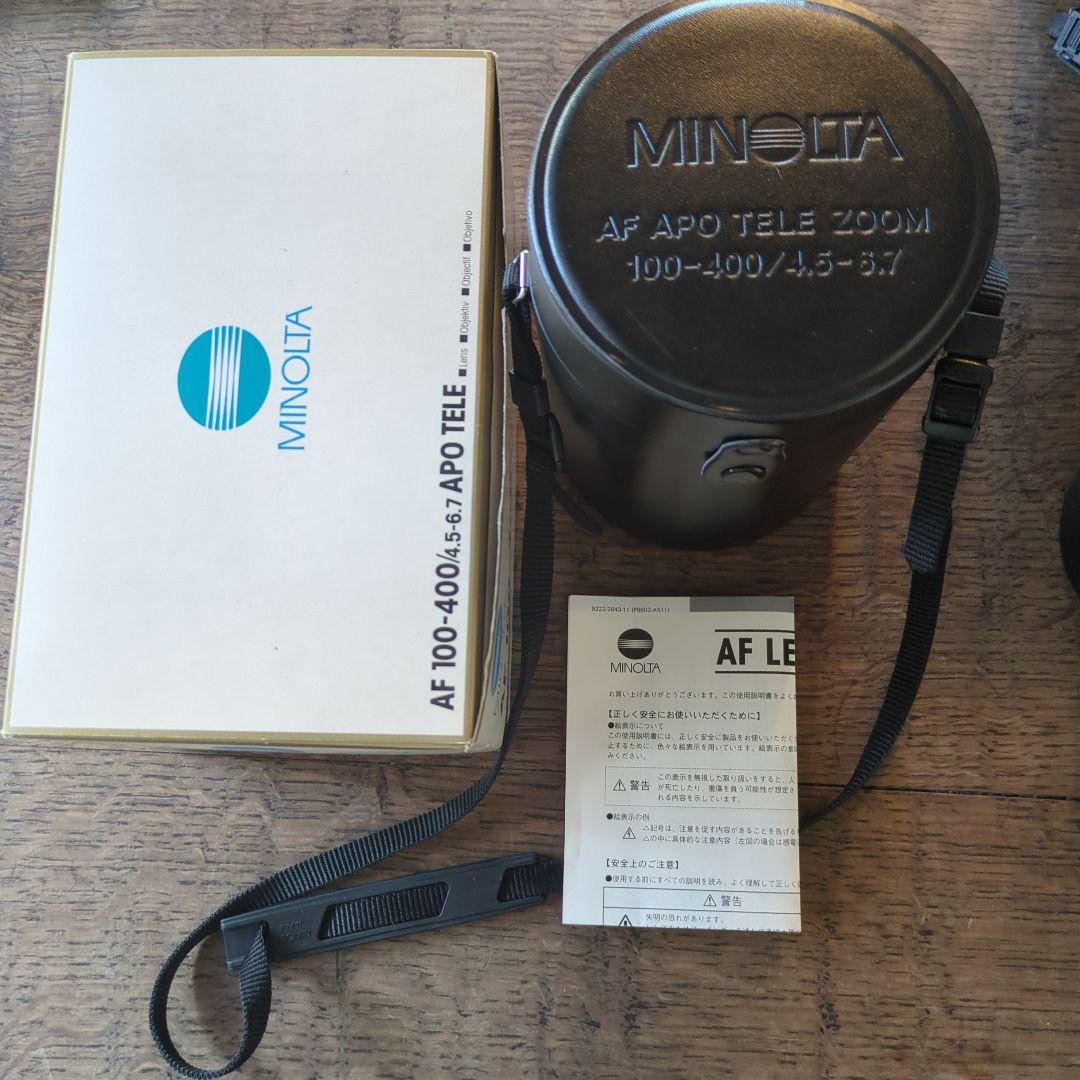 MINOLTA
AF 100-400/4.5-6.7 APO TELE ■Lens ■Objektiv ■Objectif ■Objetivo
MINOLTA
AF APO TELE ZOOM
100-400/4.5-6.7
9223-2643-11 (P9603-A511)
MINOLTA
AF LE
お買い上げありがとうございます。この使用説明書をよく
【正しく安全にお使いいただくために】
●絵表示について
この使用説明書には、正しく安全に製品をお使いいただく
止するために、色々な絵表示を用いています。絵表示の意
みください。
⚠警告
この表示を無視した取り扱いをすると、人
が死亡したり、重傷を負う可能性が想定さ
れる内容を示しています。
●絵表示の例
△記号は、注意を促す内容があることを告げる
△の中に具体的な注意内容（左図の場合は感電
【安全上のご注意】
●使用する前にすべての説明を読み、よく理解して正しく
⚠警告
失明の恐れがあります。
MINOLTA